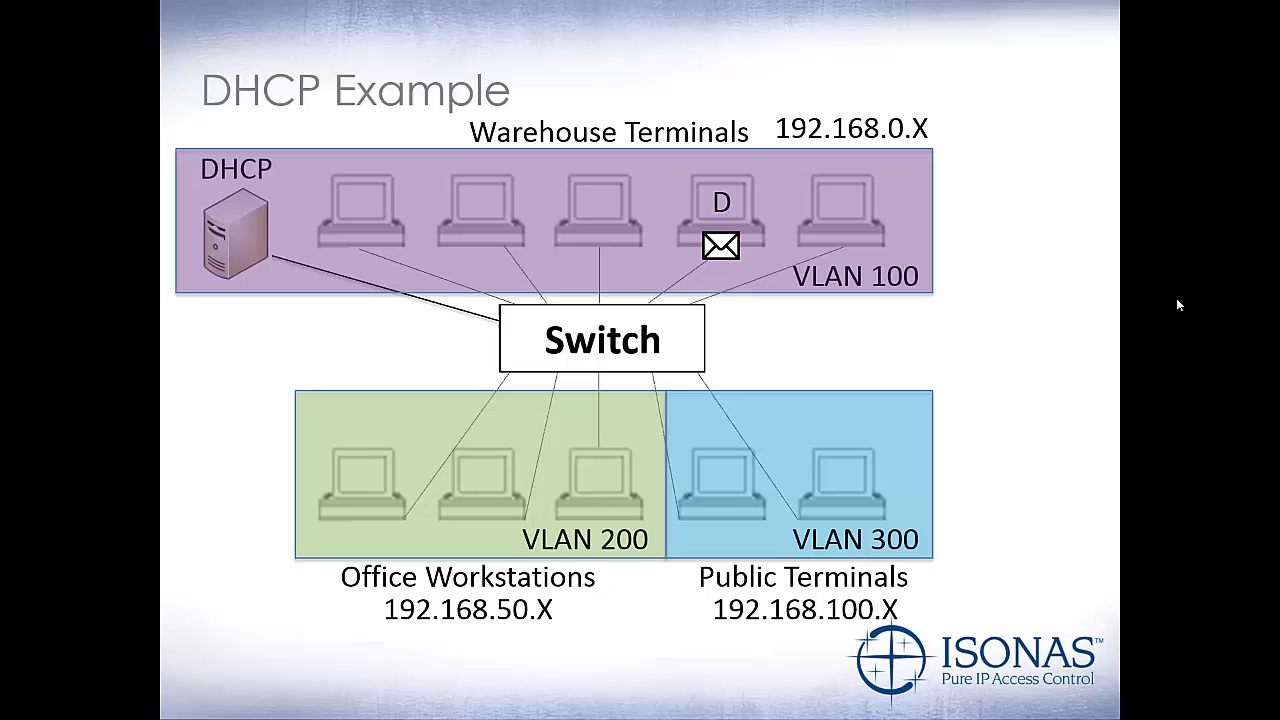 DHCP Example
Warehouse Terminals 192.168.0.X
DHCP
D
VLAN 100
Switch
VLAN 200
VLAN 300
Office Workstations
192.168.50.X
Public Terminals
192.168.100.X
ISONAS™
Pure IP Access Control